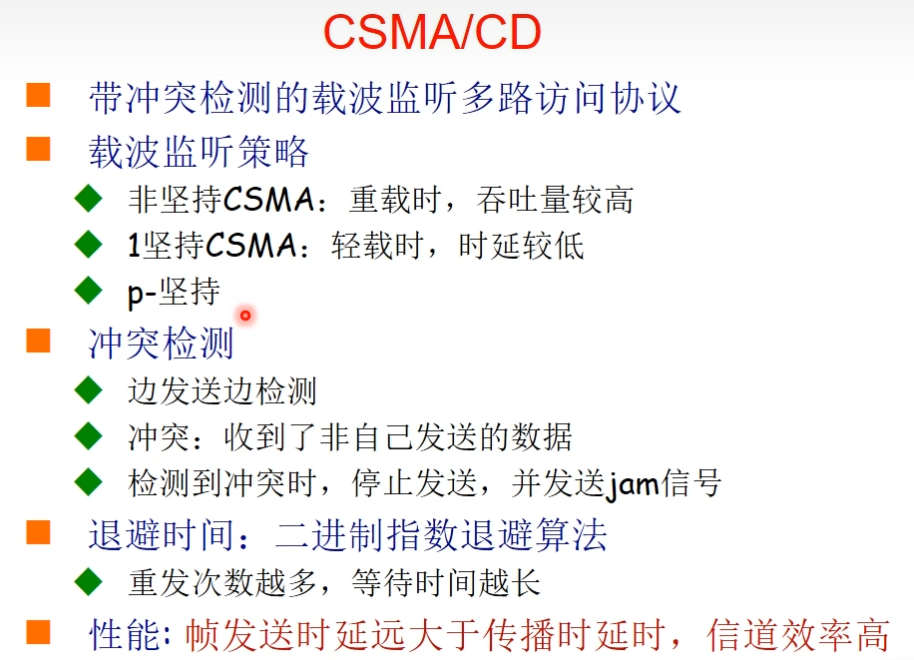 CSMA/CD
带冲突检测的载波监听多路访问协议
载波监听策略
非坚持CSMA：重载时，吞吐量较高
1坚持CSMA：轻载时，时延较低
p-坚持
冲突检测
边发送边检测
冲突：收到了非自己发送的数据
检测到冲突时，停止发送，并发送jam信号
退避时间：二进制指数退避算法
重发次数越多，等待时间越长
性能: 帧发送时延远大于传播时延时，信道效率高